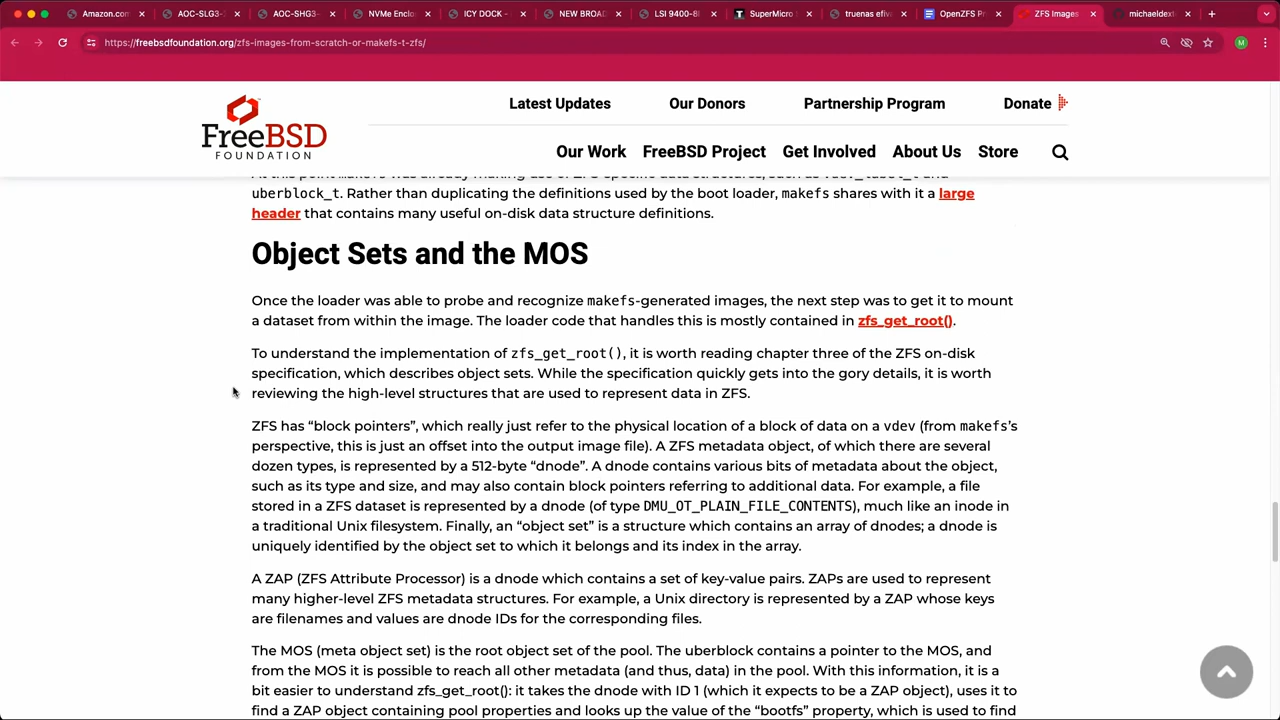 Amazon.com
AOC-SLG3-
AOC-SHG3-
NVMe Enclo
ICY DOCK -
NEW BROAD
LSI 9400-8
SuperMicro
truenas efiv
OpenZFS Pr
ZFS Images
michaeldext
https://freebsdfoundation.org/zfs-images-from-scratch-or-makefs-t-zfs/
M
Latest Updates
Our Donors
Partnership Program
Donate
FreeBSD
FOUNDATION
Our Work
FreeBSD Project
Get Involved
About Us
Store
uberblock_t. Rather than duplicating the definitions used by the boot loader, makefs shares with it a large
header that contains many useful on-disk data structure definitions.
Object Sets and the MOS
Once the loader was able to probe and recognize makefs-generated images, the next step was to get it to mount
a dataset from within the image. The loader code that handles this is mostly contained in zfs_get_root().
To understand the implementation of zfs_get_root(), it is worth reading chapter three of the ZFS on-disk
specification, which describes object sets. While the specification quickly gets into the gory details, it is worth
reviewing the high-level structures that are used to represent data in ZFS.
ZFS has “block pointers”, which really just refer to the physical location of a block of data on a vdev (from makefs’s
perspective, this is just an offset into the output image file). A ZFS metadata object, of which there are several
dozen types, is represented by a 512-byte “dnode”. A dnode contains various bits of metadata about the object,
such as its type and size, and may also contain block pointers referring to additional data. For example, a file
stored in a ZFS dataset is represented by a dnode (of type DMU_OT_PLAIN_FILE_CONTENTS), much like an inode in
a traditional Unix filesystem. Finally, an “object set” is a structure which contains an array of dnodes; a dnode is
uniquely identified by the object set to which it belongs and its index in the array.
A ZAP (ZFS Attribute Processor) is a dnode which contains a set of key-value pairs. ZAPs are used to represent
many higher-level ZFS metadata structures. For example, a Unix directory is represented by a ZAP whose keys
are filenames and values are dnode IDs for the corresponding files.
The MOS (meta object set) is the root object set of the pool. The uberblock contains a pointer to the MOS, and
from the MOS it is possible to reach all other metadata (and thus, data) in the pool. With this information, it is a
bit easier to understand zfs_get_root(): it takes the dnode with ID 1 (which it expects to be a ZAP object), uses it to
find a ZAP object containing pool properties and looks up the value of the “bootfs” property, which is used to find